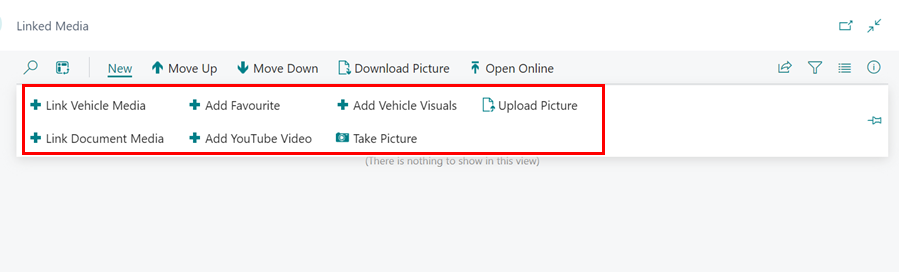 Linked Media
New Move Up Move Down Download Picture Open Online
Link Vehicle Media Add Favourite Add Vehicle Visuals Upload Picture
Link Document Media Add YouTube Video Take Picture
(There is nothing to show in this view)